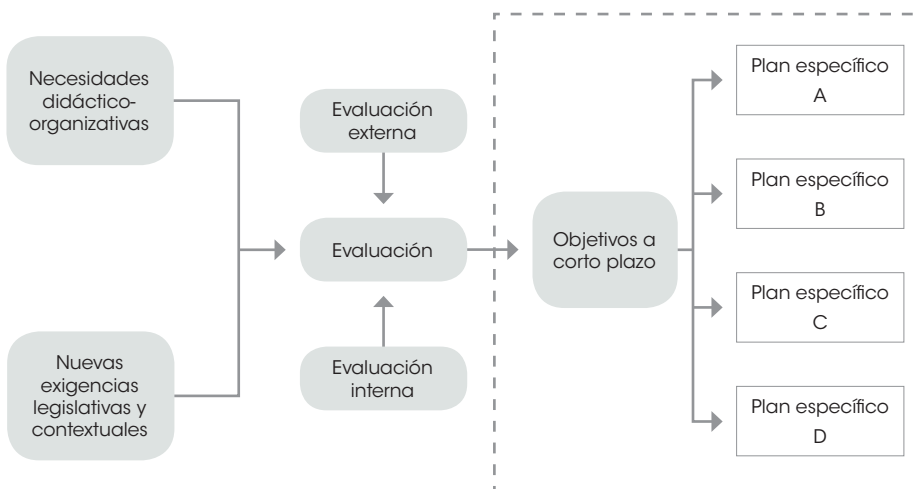 Necesidades
didáctico-
organizativas
Nuevas
exigencias
legislativas y
contextuales
Evaluación
externa
Evaluación
Evaluación
interna
Objetivos a
corto plazo
Plan específico
A
Plan específico
B
Plan específico
C
Plan específico
D